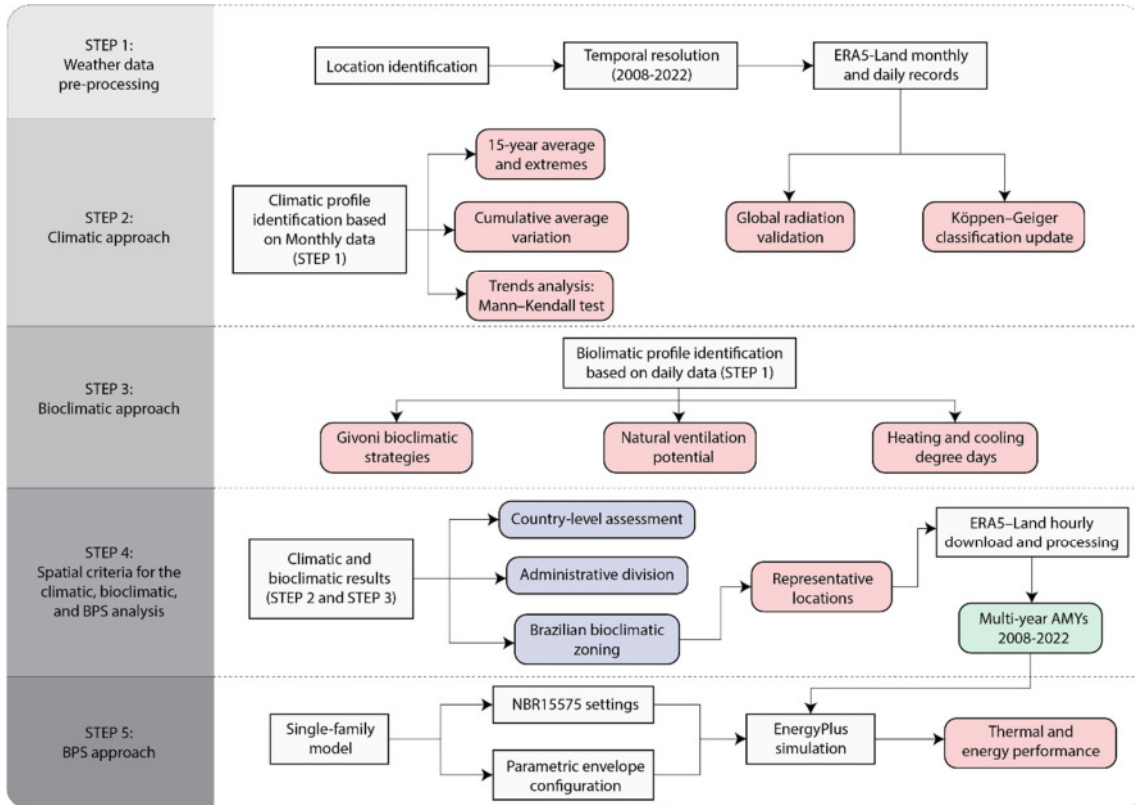 STEP 1:
Weather data
pre-processing
Location identification
Temporal resolution
(2008-2022)
ERA5-Land monthly
and daily records
STEP 2:
Climatic approach
Climatic profile
identification based
on Monthly data
(STEP 1)
15-year average
and extremes
Cumulative average
variation
Trends analysis:
Mann–Kendall test
Global radiation
validation
Köppen–Geiger
classification update
STEP 3:
Bioclimatic approach
Biolimatic profile identification
based on daily data (STEP 1)
Givoni bioclimatic
strategies
Natural ventilation
potential
Heating and cooling
degree days
STEP 4:
Spatial criteria for the
climatic, bioclimatic,
and BPS analysis
Climatic and
bioclimatic results
(STEP 2 and STEP 3)
Country-level assessment
Administrative division
Brazilian bioclimatic
zoning
Representative
locations
ERA5–Land hourly
download and processing
Multi-year AMYs
2008-2022
STEP 5:
BPS approach
Single-family
model
NBR15575 settings
Parametric envelope
configuration
EnergyPlus
simulation
Thermal and
energy performance